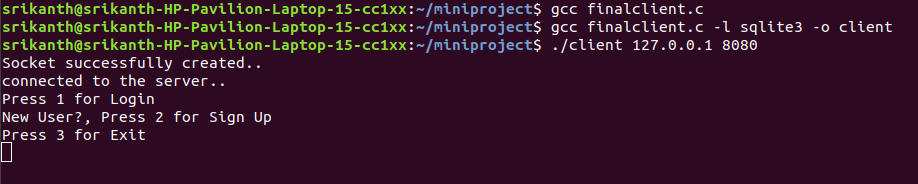 srikanth@srikanth-HP-Pavilion-Laptop-15-cc1xx:~/miniproject$ gcc finalclient.c
srikanth@srikanth-HP-Pavilion-Laptop-15-cc1xx:~/miniproject$ gcc finalclient.c -l sqlite3 -o client
srikanth@srikanth-HP-Pavilion-Laptop-15-cc1xx:~/miniproject$ ./client 127.0.0.1 8080
Socket successfully created..
connected to the server..
Press 1 for Login
New User?, Press 2 for Sign Up
Press 3 for Exit